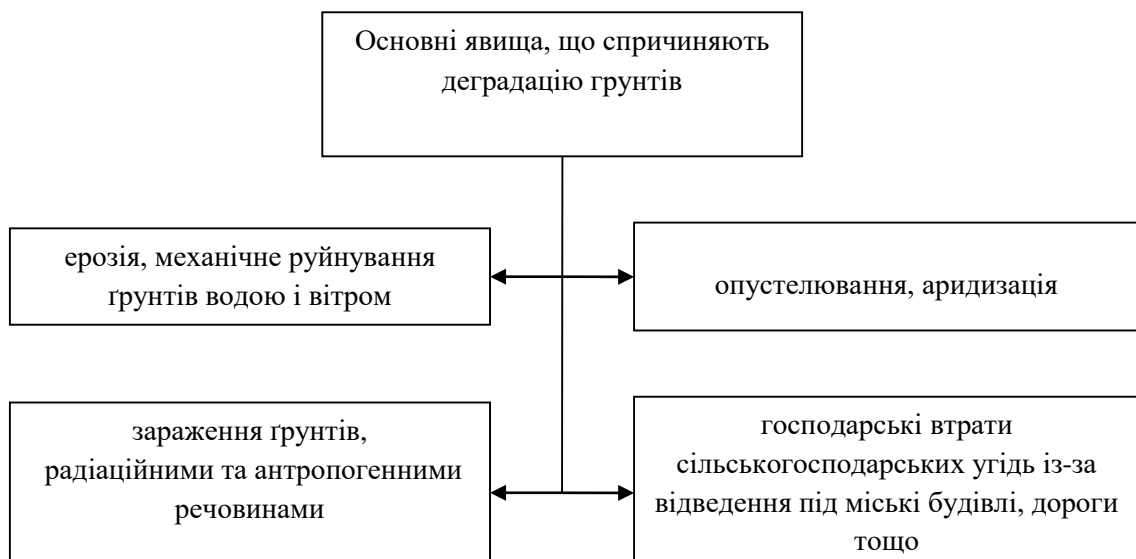 Основні явища, що спричиняють
деградацію грунтів
ерозія, механічне руйнування
ґрунтів водою і вітром
опустелювання, аридизація
зараження ґрунтів,
радіаційними та антропогенними
речовинами
господарські втрати
сільськогосподарських угідь із-за
відведення під міські будівлі, дороги
тощо